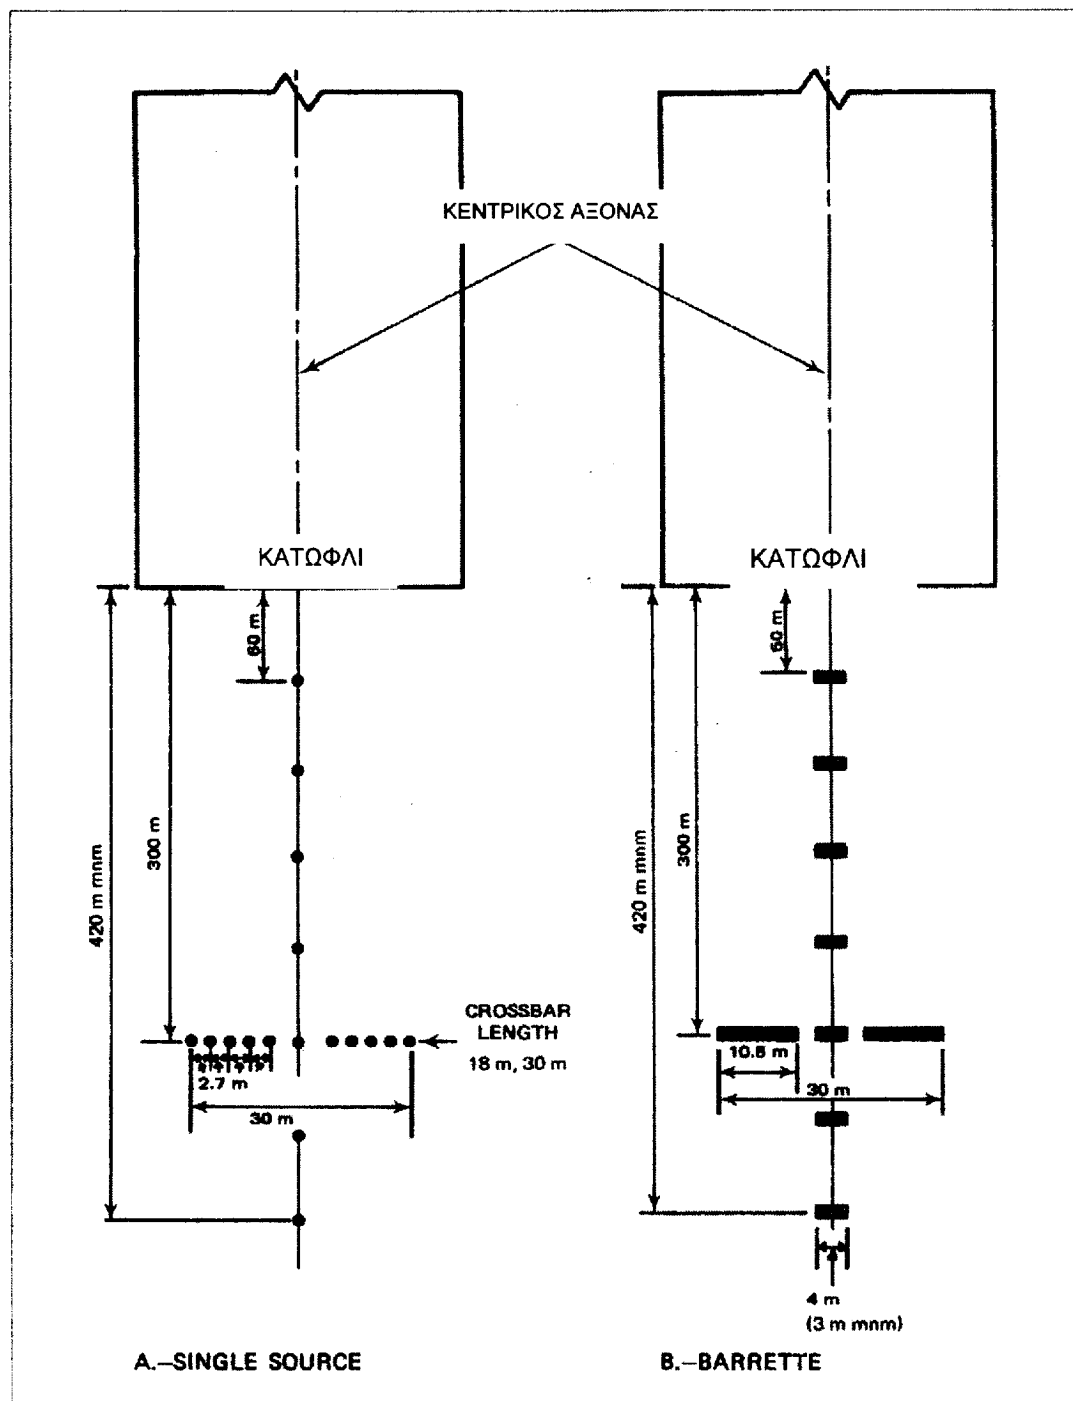 ΚΕΝΤΡΙΚΟΣ ΑΞΟΝΑΣ
ΚΑΤΩΦΛΙ
ΚΑΤΩΦΛΙ
60 m
60 m
300 m
420 m mnm
300 m
420 m mnm
CROSSBAR
LENGTH
18 m, 30 m
2.7 m
30 m
10.5 m
30 m
4 m
(3 m mnm)
A.–SINGLE SOURCE
B.–BARRETTE